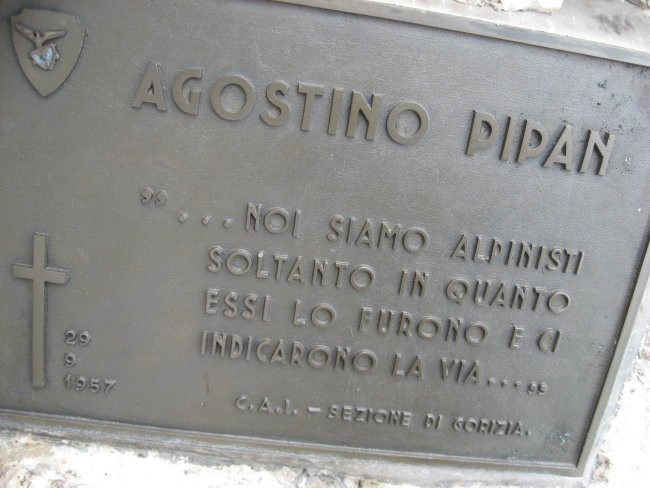 AGOSTINO PIPAN
„...NOI SIAMO ALPINISTI
SOLTANTO IN QUANTO
ESSI LO FURONO E CI
INDICARONO LA VIA...„
29
9
1957
C.A.I. - SEZIONE DI GORIZIA.